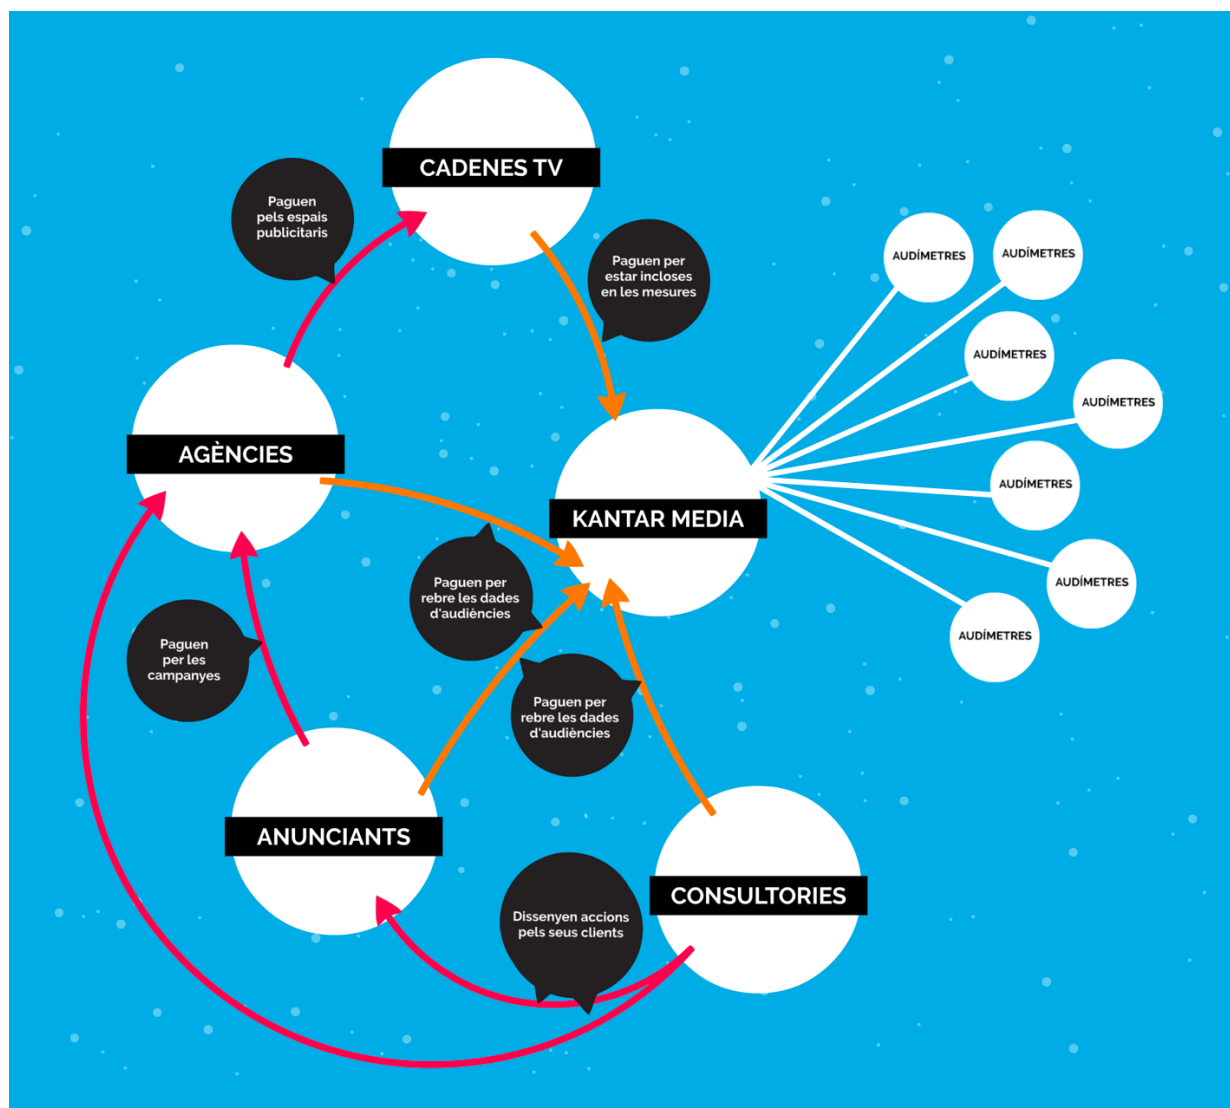 CADENES TV
Paguen
pels espais
publicitaris
Paguen per
estar incloses
en les mesures
AUDÍMETRES
AUDÍMETRES
AUDÍMETRES
AUDÍMETRES
AUDÍMETRES
AUDÍMETRES
AUDÍMETRES
AGÈNCIES
KANTAR MEDIA
Paguen per
rebre les dades
d'audiències
Paguen
per les
campanyes
Paguen per
rebre les dades
d'audiències
ANUNCIANTS
CONSULTORIES
Dissenyen accions
pels seus clients